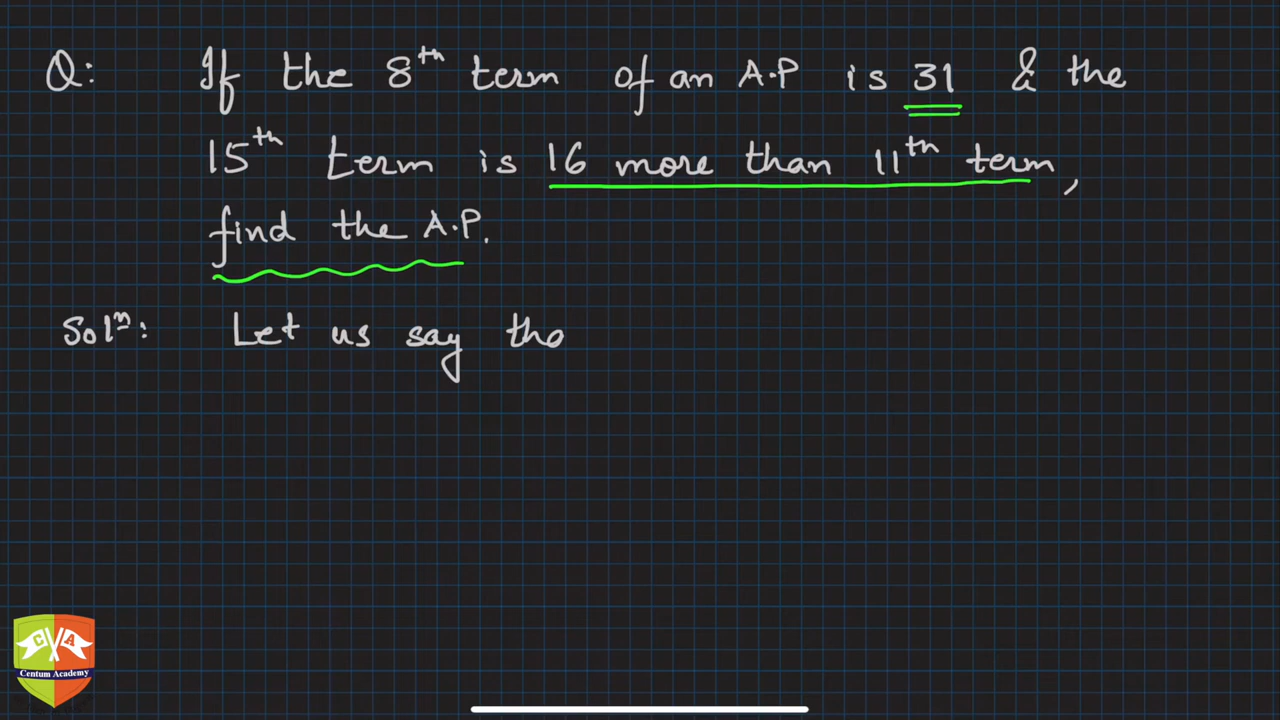 Q: If the 8th term of an A.P is 31 & the
15th term is 16 more than 11th term,
find the A.P.
Soln: Let us say the
C A
Centum Academy